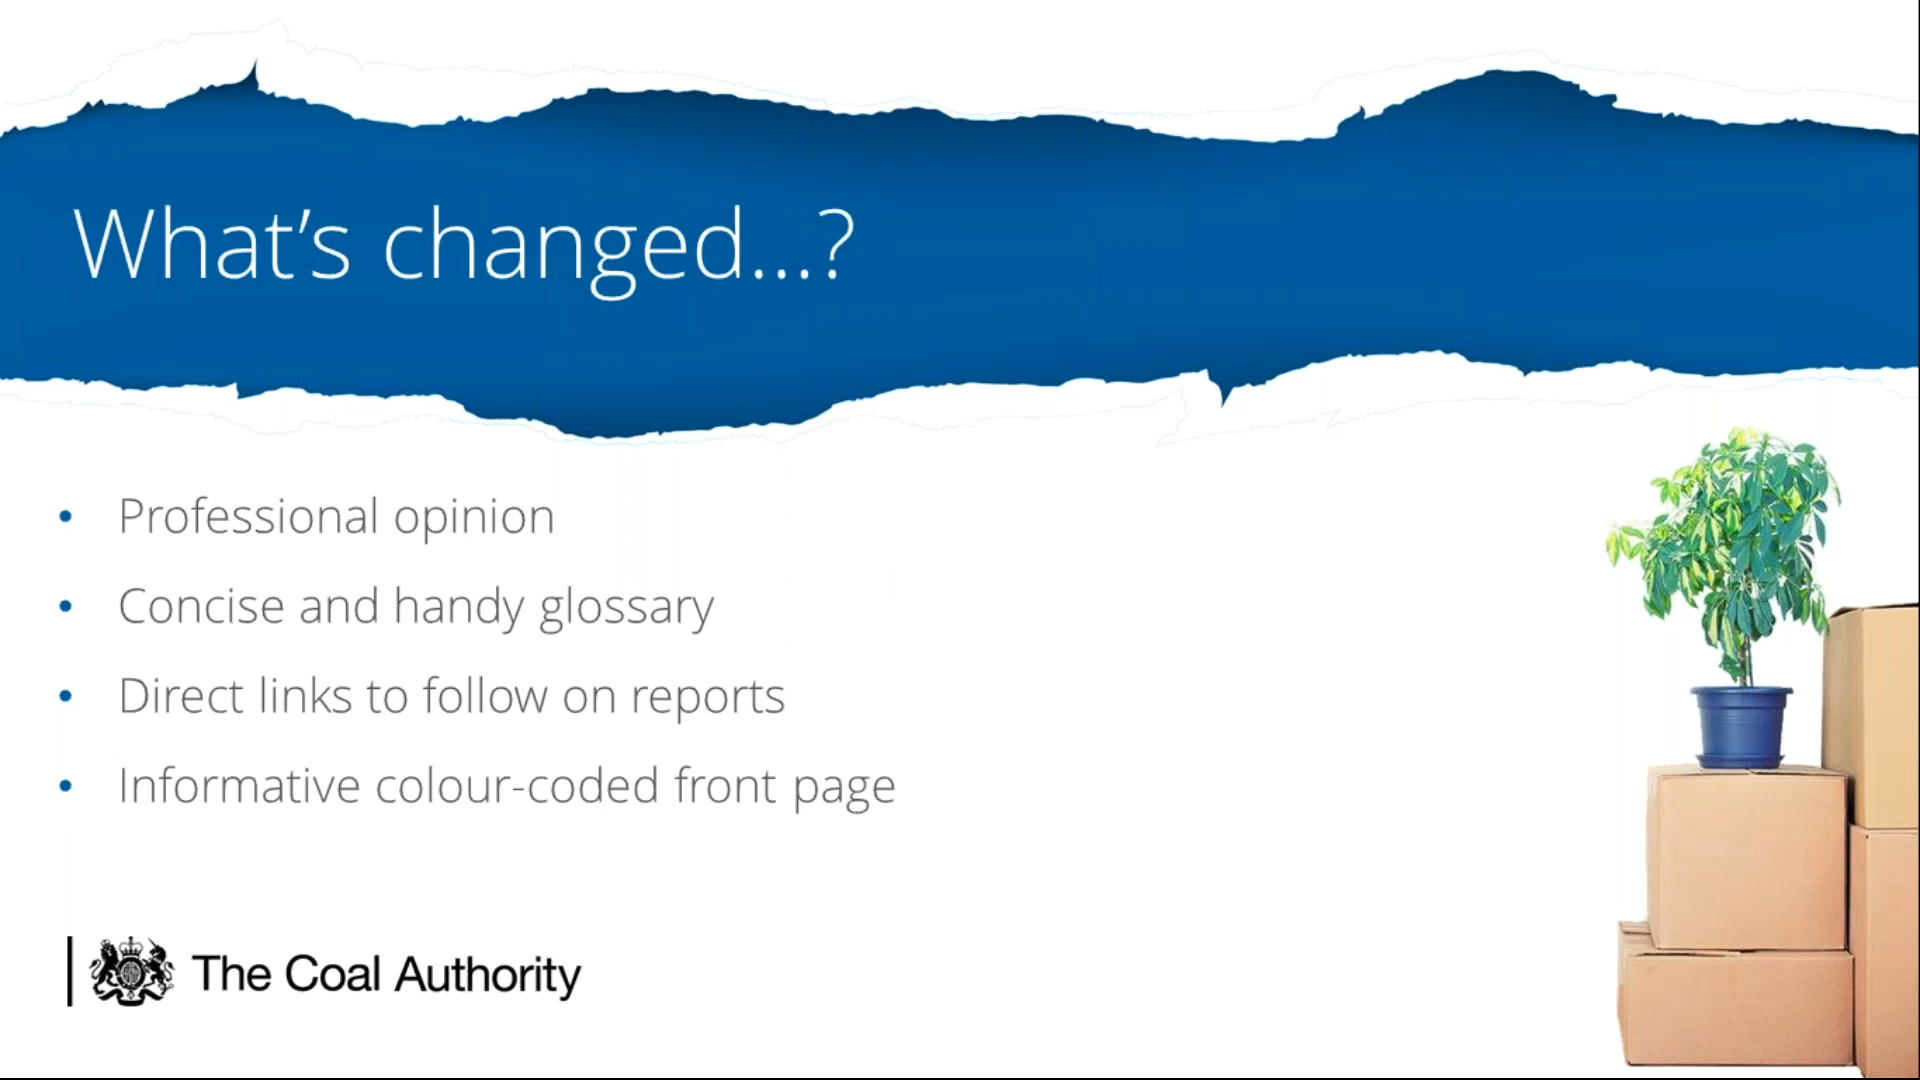 What’s changed...?
• Professional opinion
• Concise and handy glossary
• Direct links to follow on reports
• Informative colour-coded front page
The Coal Authority